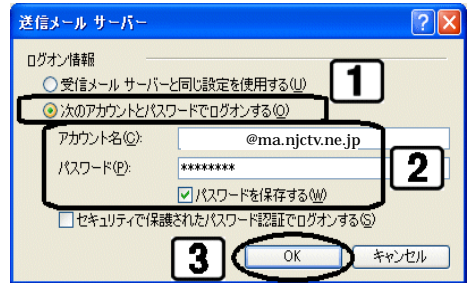 送信メール サーバー
ログオン情報
受信メール サーバーと同じ設定を使用する(U)
1
次のアカウントとパスワードでログオンする(O)
アカウント名(C): @ma.njctv.ne.jp
パスワード(P): ********
2
パスワードを保存する(W)
セキュリティで保護されたパスワード認証でログオンする(S)
3
OK キャンセル